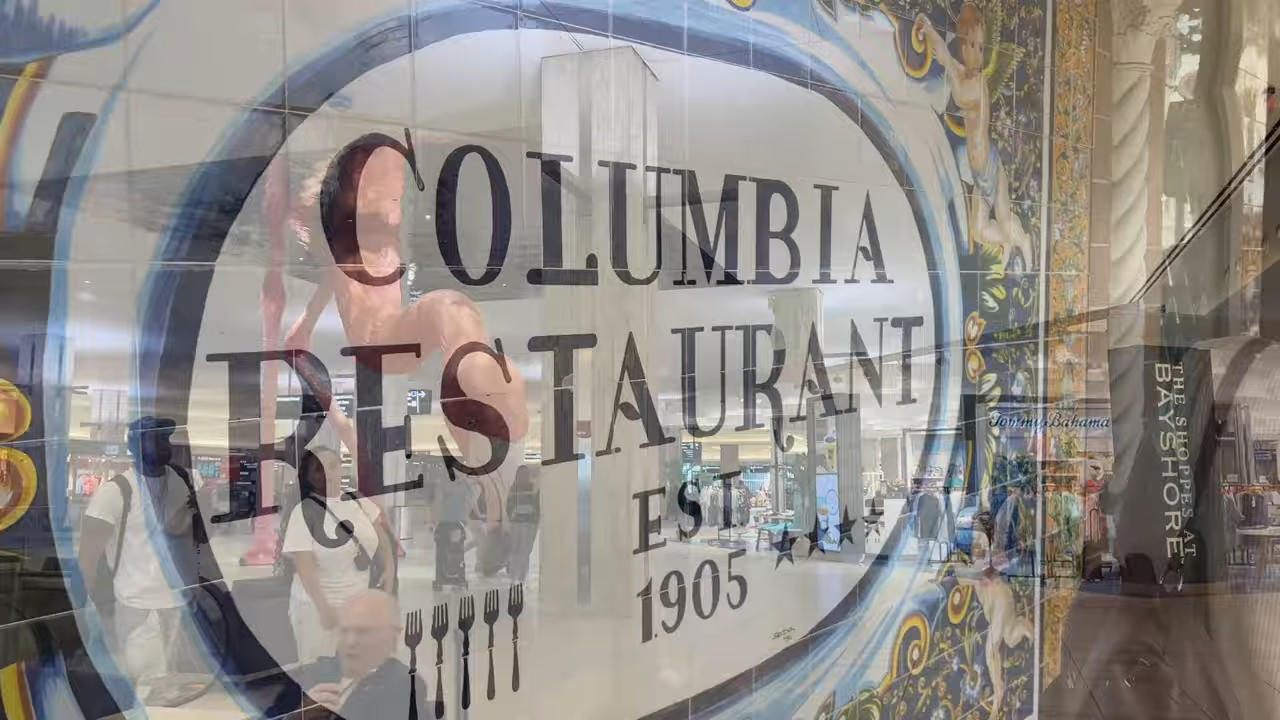 COLUMBIA
RESTAURANT
EST
1905
Tommy Bahama
THE SHOPPES AT
BAYSHORE